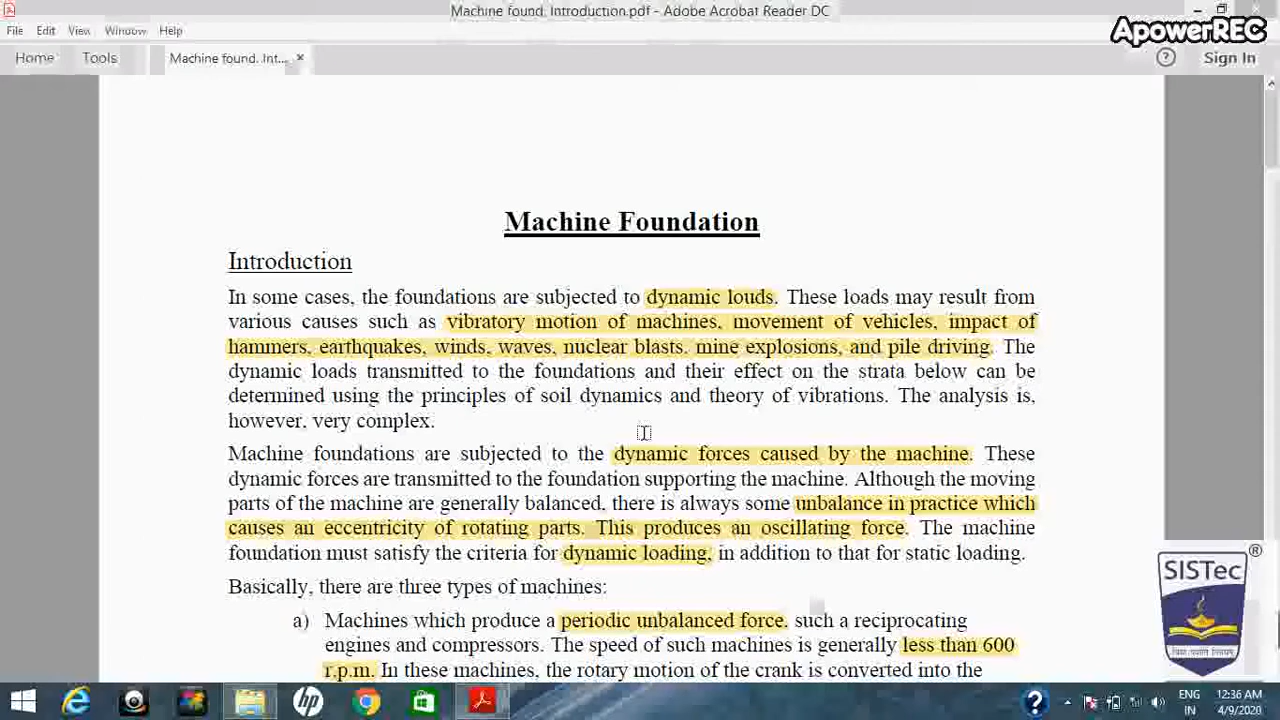 Machine found. Introduction.pdf - Adobe Acrobat Reader DC
ApowerREC
File Edit View Window Help
Home Tools Machine found. Int... × ? Sign In
Machine Foundation
Introduction
In some cases, the foundations are subjected to dynamic louds. These loads may result from
various causes such as vibratory motion of machines, movement of vehicles, impact of
hammers, earthquakes, winds, waves, nuclear blasts. mine explosions, and pile driving. The
dynamic loads transmitted to the foundations and their effect on the strata below can be
determined using the principles of soil dynamics and theory of vibrations. The analysis is,
however, very complex.
Machine foundations are subjected to the dynamic forces caused by the machine. These
dynamic forces are transmitted to the foundation supporting the machine. Although the moving
parts of the machine are generally balanced, there is always some unbalance in practice which
causes an eccentricity of rotating parts. This produces an oscillating force. The machine
foundation must satisfy the criteria for dynamic loading, in addition to that for static loading.
Basically, there are three types of machines:
a) Machines which produce a periodic unbalanced force, such a reciprocating
engines and compressors. The speed of such machines is generally less than 600
r.p.m. In these machines, the rotary motion of the crank is converted into the
SISTec ®
ENG 12:36 AM
IN 4/9/2020